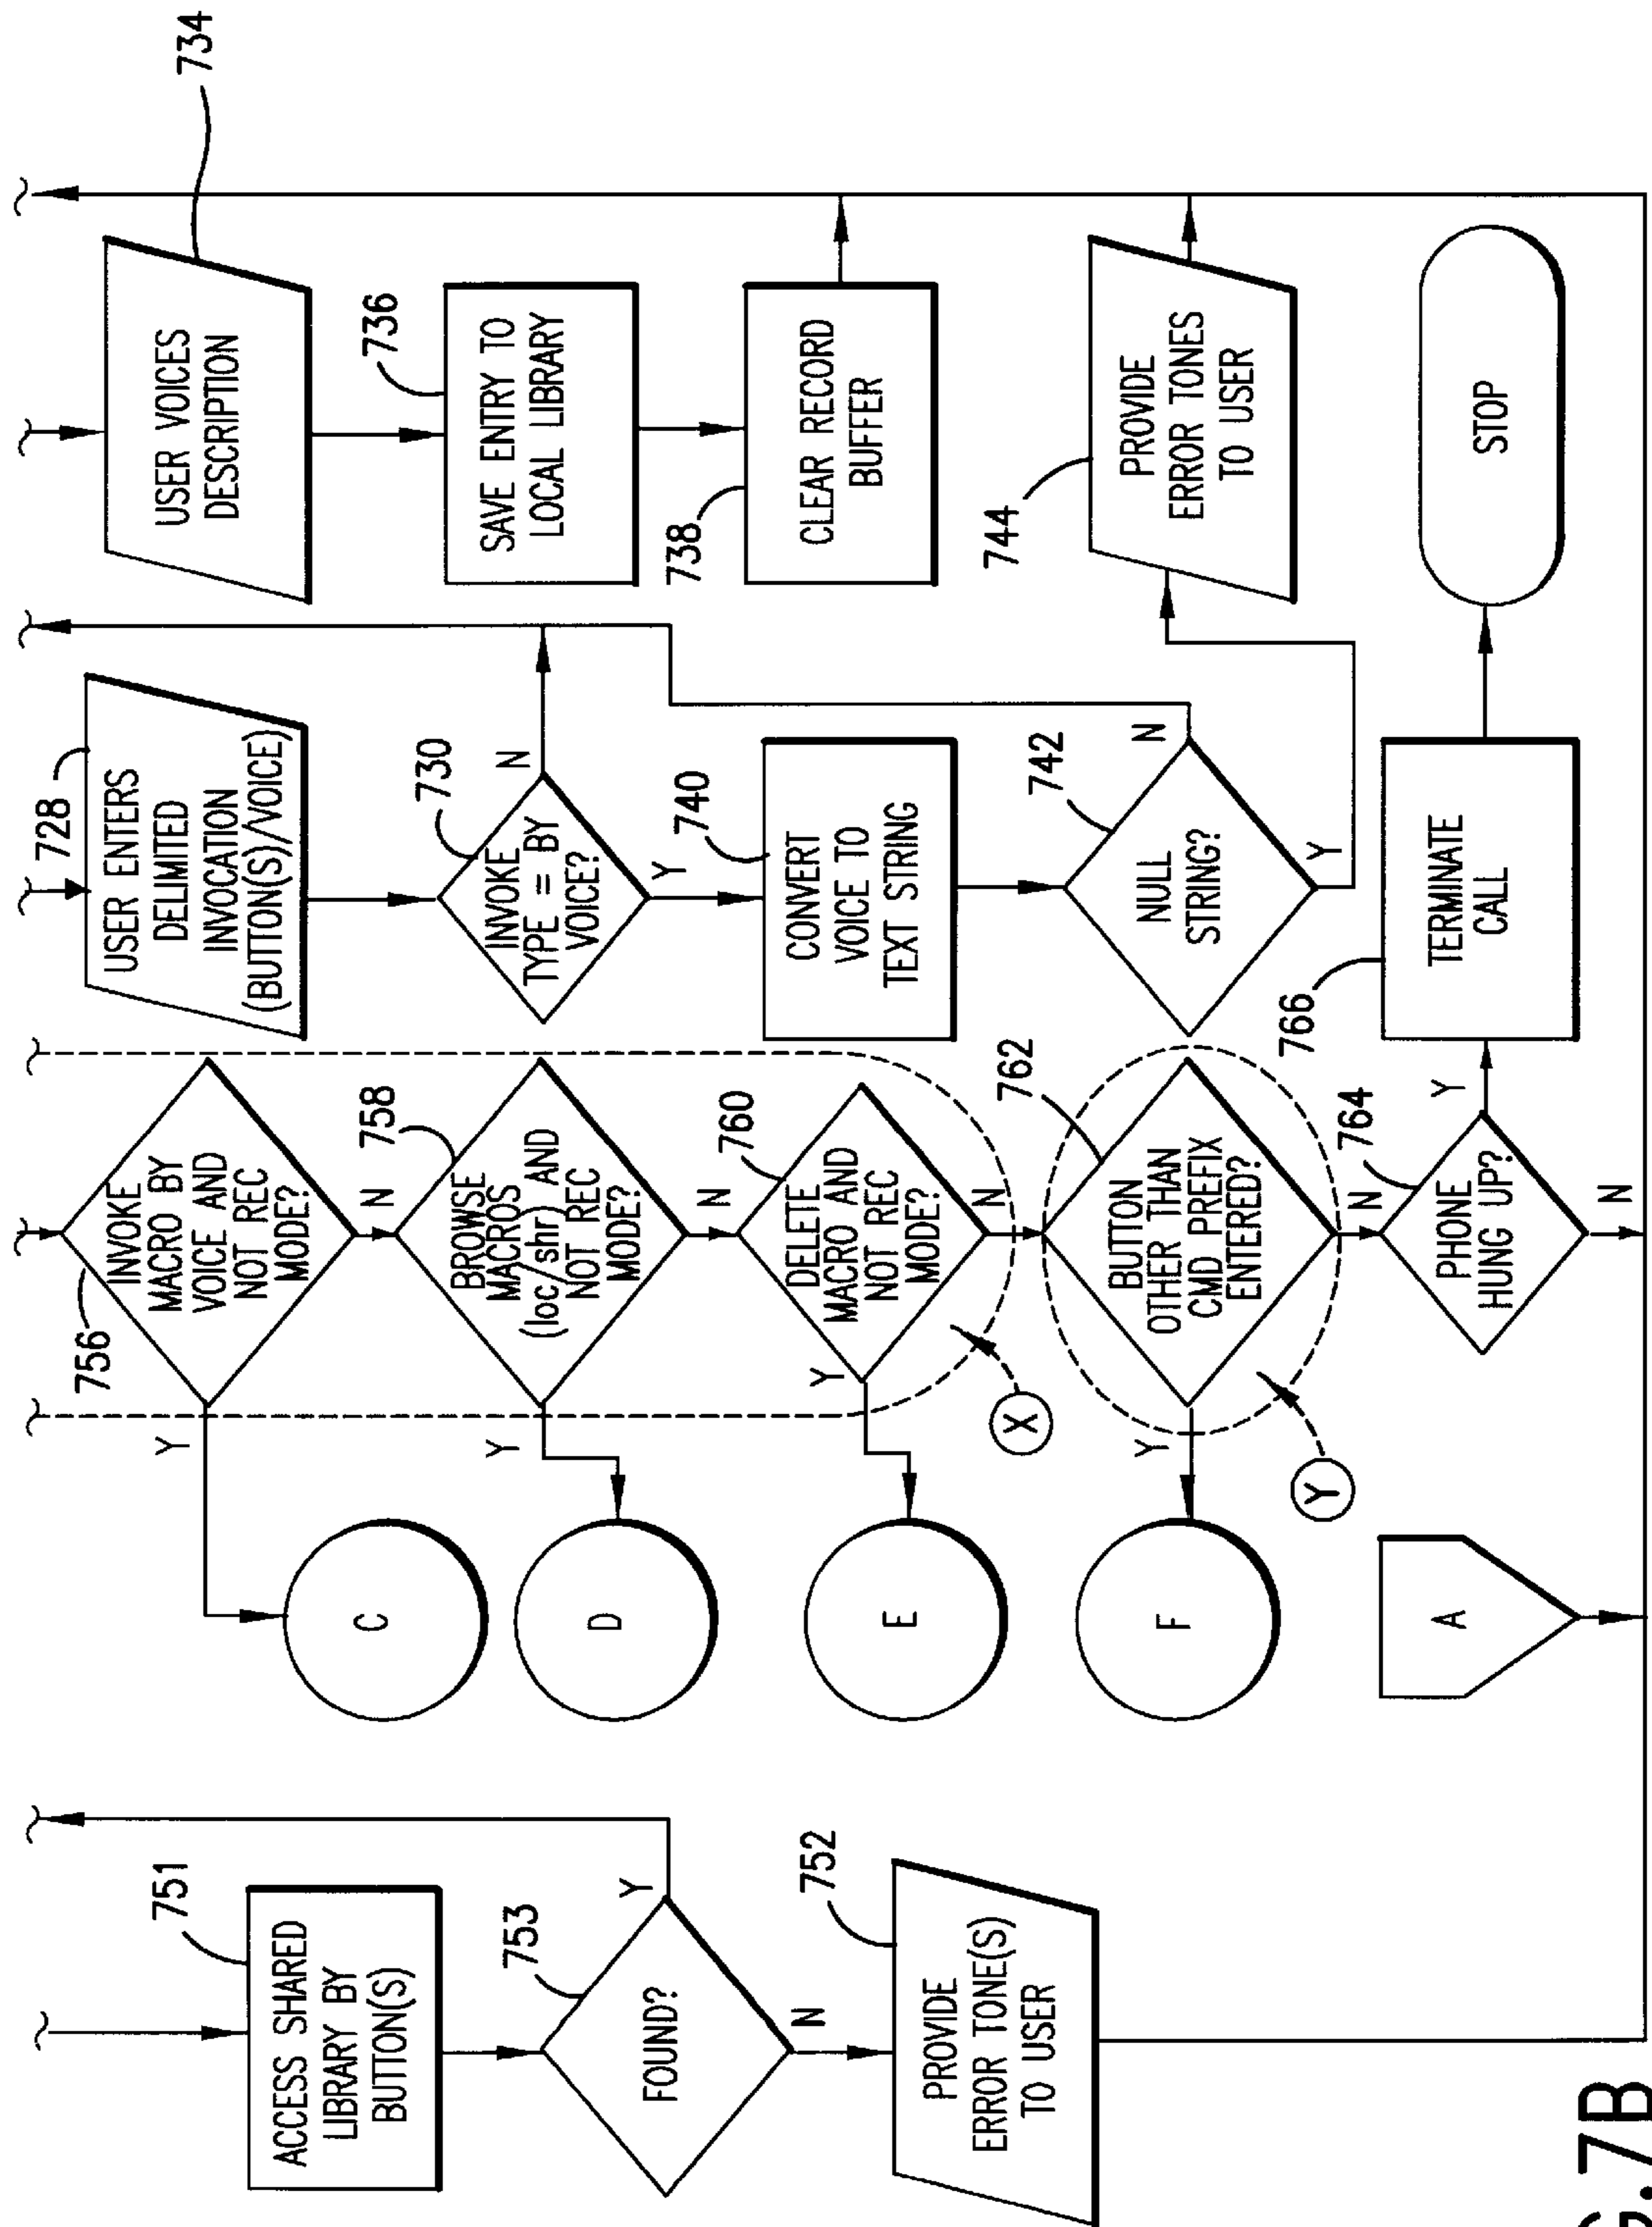 751
ACCESS SHARED
LIBRARY BY
BUTTON(S)
753
FOUND?
Y
N
752
PROVIDE
ERROR TONE(S)
TO USER
756
INVOKE
MACRO BY
VOICE AND
NOT REC
MODE?
Y
N
C
758
BROWSE
MACROS
(loc/shr) AND
NOT REC
MODE?
Y
N
D
760
DELETE
MACRO AND
NOT REC
MODE?
Y
N
E
X
762
BUTTON
OTHER THAN
CMD PREFIX
ENTERED?
Y
N
F
Y
764
PHONE
HUNG UP?
Y
N
A
766
TERMINATE
CALL
STOP
728
USER ENTERS
DELIMITED
INVOCATION
(BUTTON(S)/VOICE)
730
INVOKE
TYPE = BY
VOICE?
N
Y
740
CONVERT
VOICE TO
TEXT STRING
742
NULL
STRING?
N
Y
734
USER VOICES
DESCRIPTION
736
SAVE ENTRY TO
LOCAL LIBRARY
738
CLEAR RECORD
BUFFER
744
PROVIDE
ERROR TONES
TO USER
G.7B